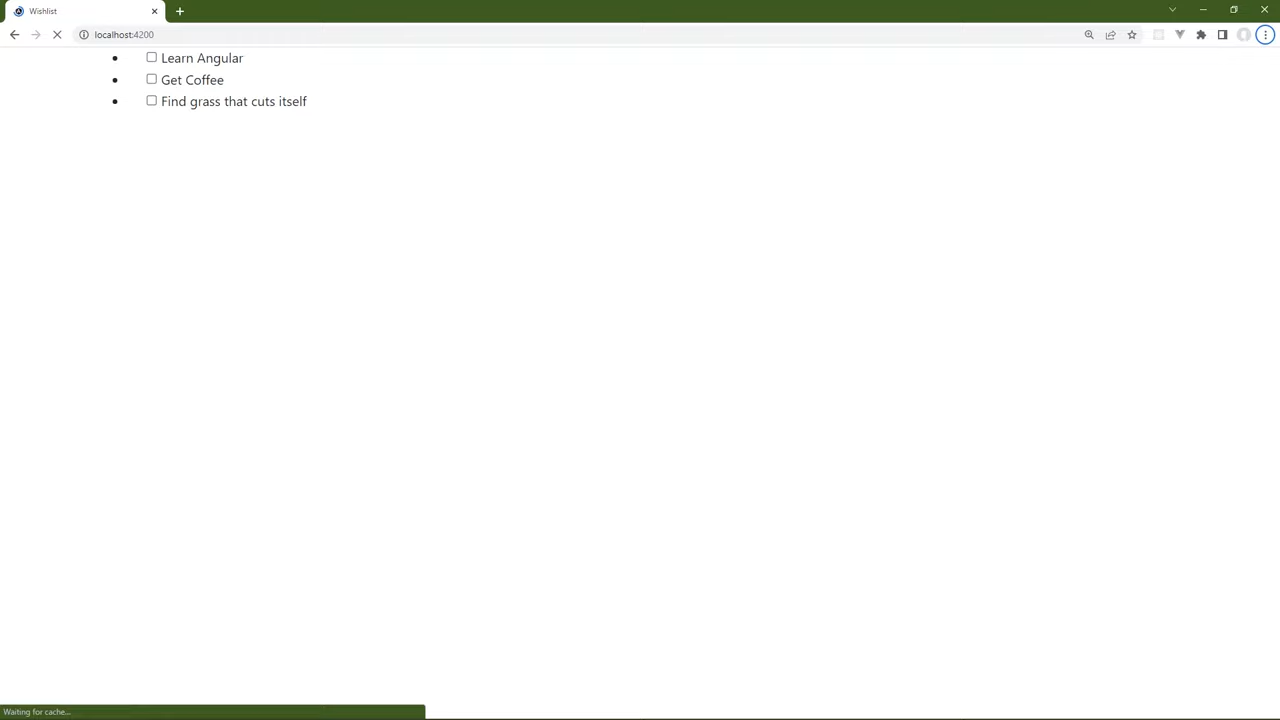 Wishlist
localhost:4200
Learn Angular
Get Coffee
Find grass that cuts itself
Waiting for cache...